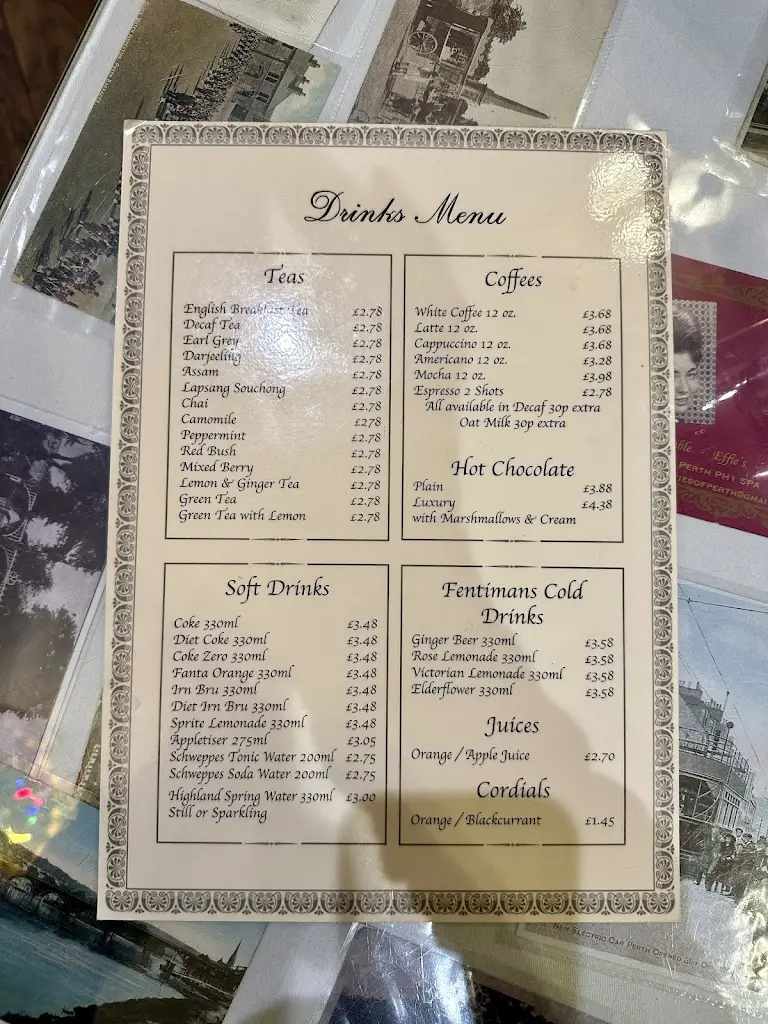 Drinks Menu
Teas
English Breakfast Tea £2.78
Decaf Tea £2.78
Earl Grey £2.78
Darjeeling £2.78
Assam £2.78
Lapsang Souchong £2.78
Chai £2.78
Camomile £278
Peppermint £2.78
Red Bush £2.78
Mixed Berry £2.78
Lemon & Ginger Tea £2.78
Green Tea £2.78
Green Tea with Lemon £2.78
Coffees
White Coffee 12 oz. £3.68
Latte 12 oz. £3.68
Cappuccino 12 oz. £3.68
Americano 12 oz. £3.28
Mocha 12 oz. £3.98
Espresso 2 Shots £2.78
All available in Decaf 30p extra
Oat Milk 30p extra
Hot Chocolate
Plain £3.88
Luxury £4.38
with Marshmallows & Cream
Soft Drinks
Coke 330ml £3.48
Diet Coke 330ml £3.48
Coke Zero 330ml £3.48
Fanta Orange 330ml £3.48
Irn Bru 330ml £3.48
Diet Irn Bru 330ml £3.48
Sprite Lemonade 330ml £3.48
Appletiser 275ml £3.05
Schweppes Tonic Water 200ml £2.75
Schweppes Soda Water 200ml £2.75
Highland Spring Water 330ml £3.00
Still or Sparkling
Fentimans Cold
Drinks
Ginger Beer 330ml £3.58
Rose Lemonade 330ml £3.58
Victorian Lemonade 330ml £3.58
Elderflower 330ml £3.58
Juices
Orange / Apple Juice £2.70
Cordials
Orange / Blackcurrant £1.45
Effie's
PERTH PH1 5PA
New Electric Car Perth Opened